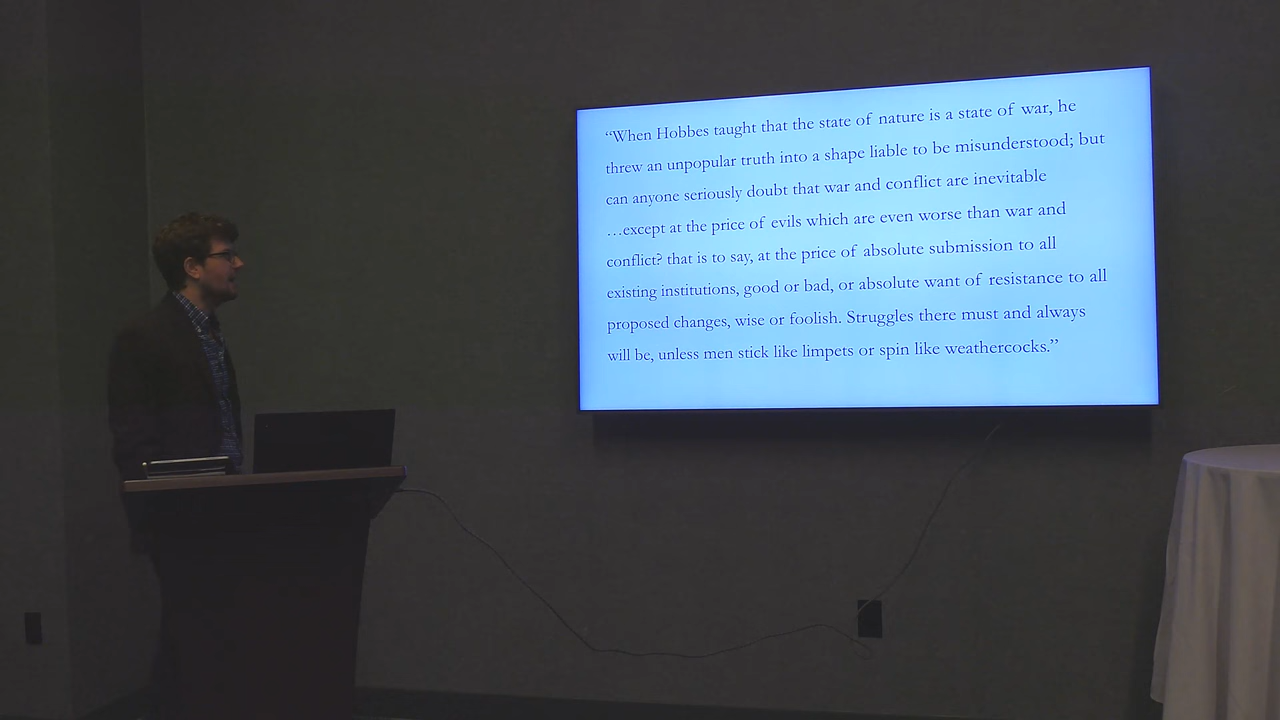 “When Hobbes taught that the state of nature is a state of war, he
threw an unpopular truth into a shape liable to be misunderstood; but
can anyone seriously doubt that war and conflict are inevitable
…except at the price of evils which are even worse than war and
conflict? that is to say, at the price of absolute submission to all
existing institutions, good or bad, or absolute want of resistance to all
proposed changes, wise or foolish. Struggles there must and always
will be, unless men stick like limpets or spin like weathercocks.”